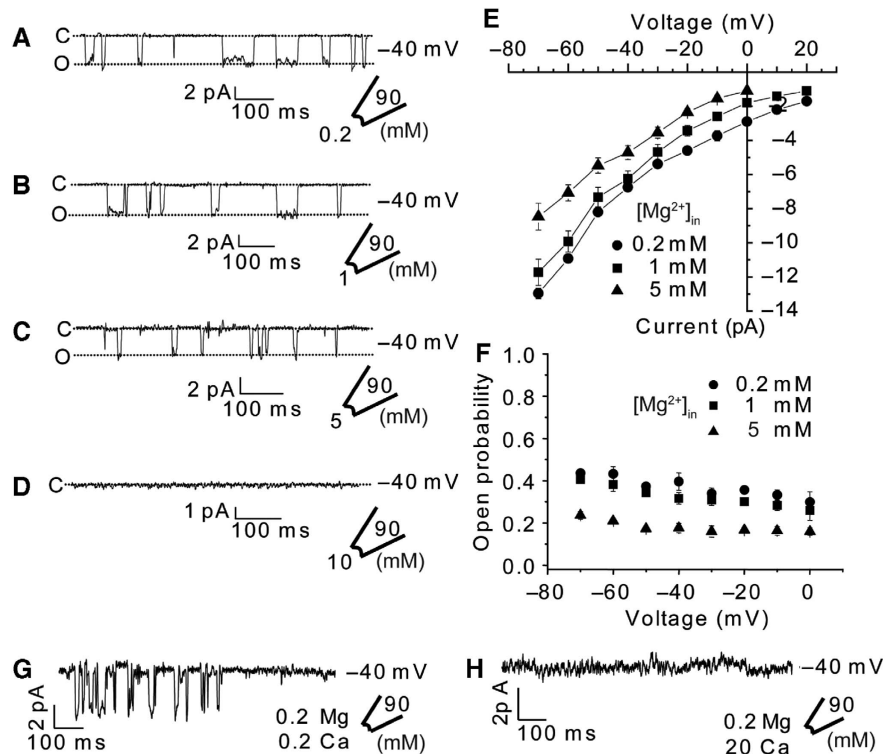 A
C
O
−40 mV
2 pA
100 ms
90
0.2
(mM)
B
C
O
−40 mV
2 pA
100 ms
90
1
(mM)
C
C
O
−40 mV
2 pA
100 ms
90
5
(mM)
D
C
−40 mV
1 pA
100 ms
90
10
(mM)
E
Voltage (mV)
−80 −60 −40 −20 0 20
−2
−4
−6
−8
−10
−12
−14
Current (pA)
[Mg2+]in
0.2 mM
1 mM
5 mM
F
Open probability
1.0
0.8
0.6
0.4
0.2
0.0
[Mg2+]in
0.2 mM
1 mM
5 mM
−80 −60 −40 −20 0
Voltage (mV)
G
−40 mV
2 pA
100 ms
0.2 Mg
0.2 Ca
90
(mM)
H
−40 mV
2p A
100 ms
0.2 Mg
20 Ca
90
(mM)